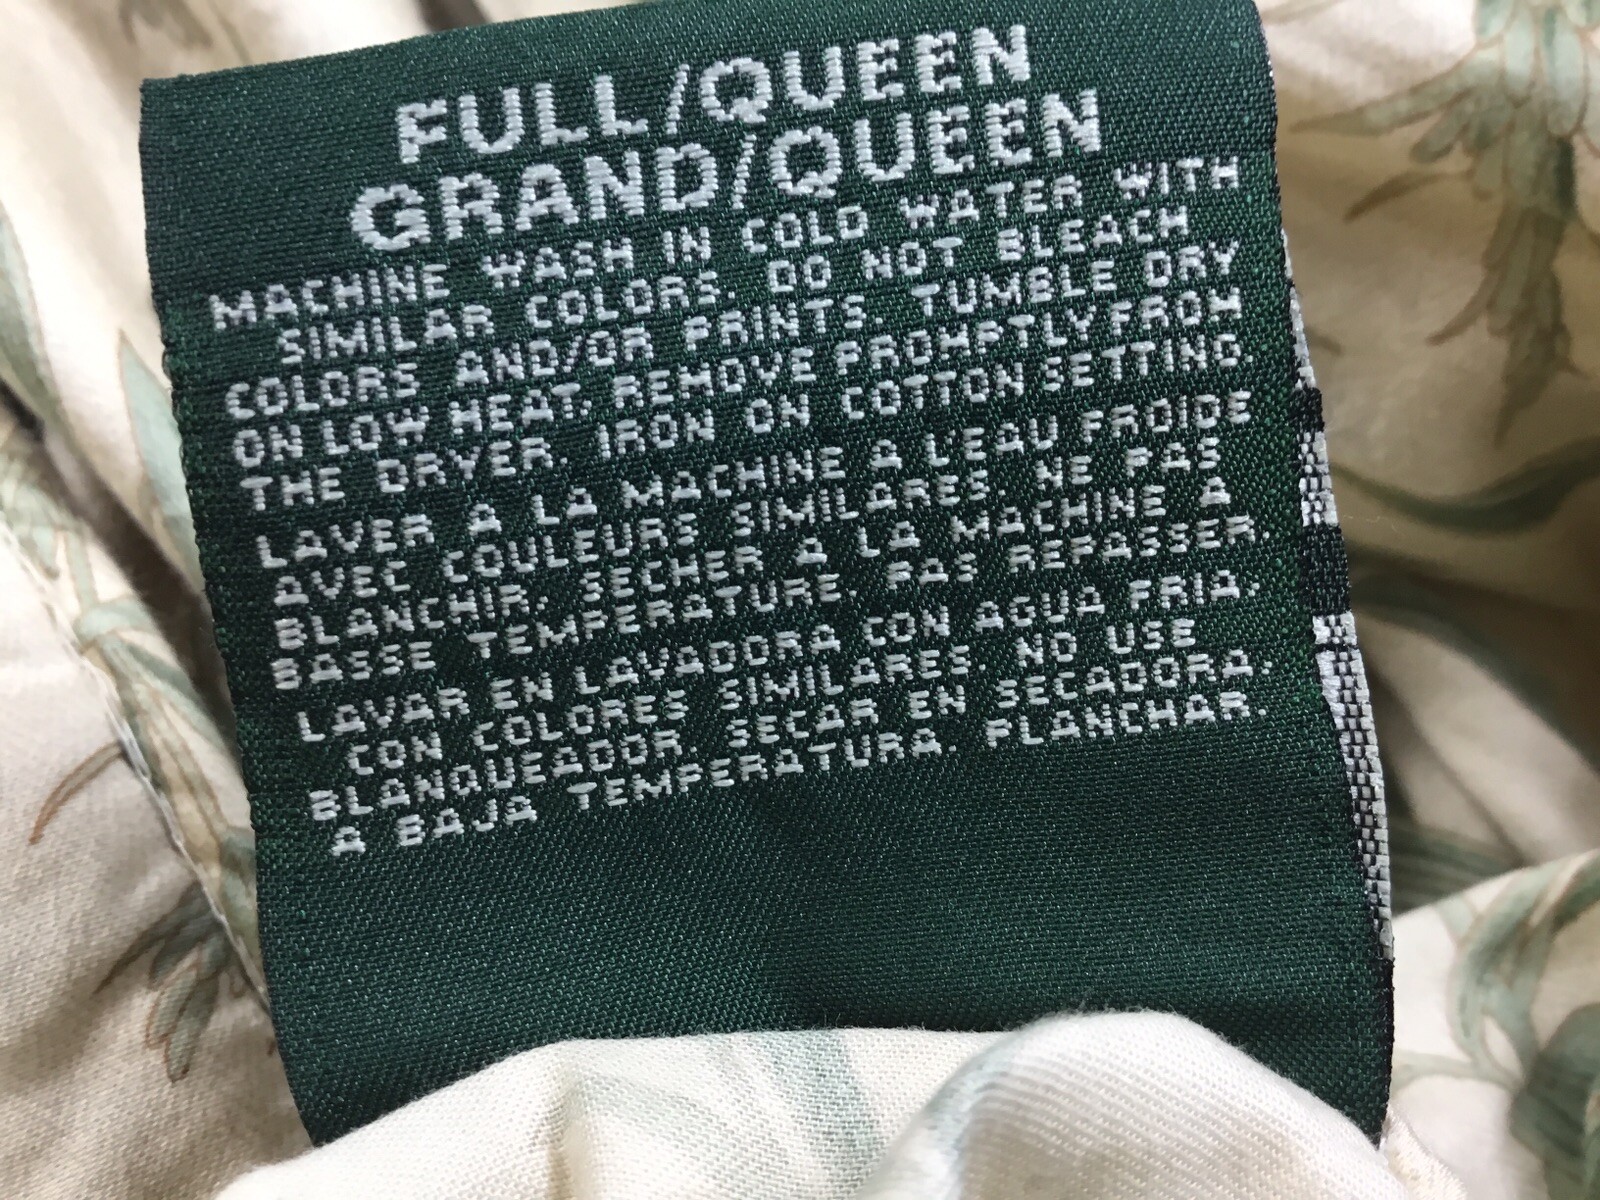 FULL/QUEEN
GRAND/QUEEN
MACHINE WASH IN COLD WATER WITH
SIMILAR COLORS. DO NOT BLEACH
COLORS AND/OR PRINTS. TUMBLE DRY
ON LOW HEAT. REMOVE PROMPTLY FROM
THE DRYER. IRON ON COTTON SETTING.
LAVER A LA MACHINE A L'EAU FROIDE
AVEC COULEURS SIMILARES. NE PAS
BLANCHIR. SECHER A LA MACHINE A
BASSE TEMPERATURE. PAS REPASSER.
LAVAR EN LAVADORA CON AGUA FRIA,
CON COLORES SIMILARES. NO USE
BLANQUEADOR. SECAR EN SECADORA,
A BAJA TEMPERATURA. PLANCHAR.